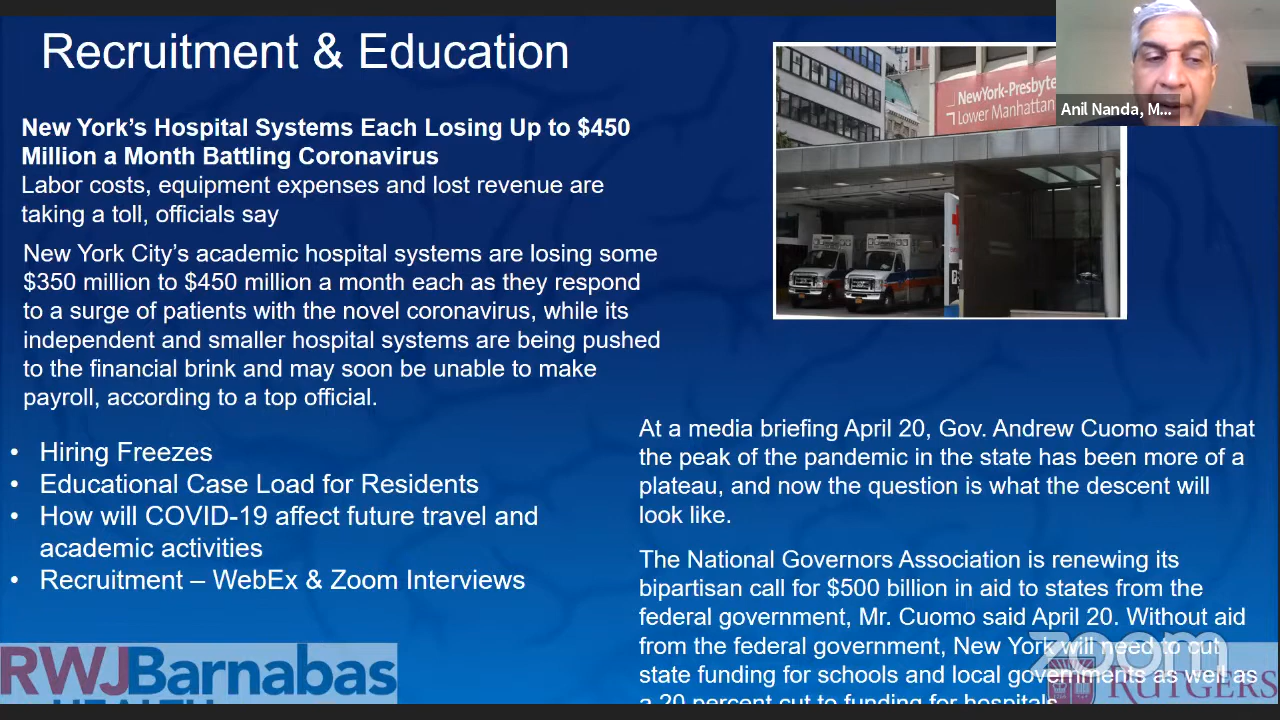 Recruitment & Education
New York’s Hospital Systems Each Losing Up to $450
Million a Month Battling Coronavirus
Labor costs, equipment expenses and lost revenue are
taking a toll, officials say
New York City’s academic hospital systems are losing some
$350 million to $450 million a month each as they respond
to a surge of patients with the novel coronavirus, while its
independent and smaller hospital systems are being pushed
to the financial brink and may soon be unable to make
payroll, according to a top official.
• Hiring Freezes
• Educational Case Load for Residents
• How will COVID-19 affect future travel and
academic activities
• Recruitment – WebEx & Zoom Interviews
NewYork-Presbyte
Lower Manhattan
Anil Nanda, M...
At a media briefing April 20, Gov. Andrew Cuomo said that
the peak of the pandemic in the state has been more of a
plateau, and now the question is what the descent will
look like.
The National Governors Association is renewing its
bipartisan call for $500 billion in aid to states from the
federal government, Mr. Cuomo said April 20. Without aid
from the federal government, New York will need to cut
state funding for schools and local governments as well as
a 20 percent cut to funding for hospitals.
RWJBarnabas
HEALTH
zoom
RUTGERS